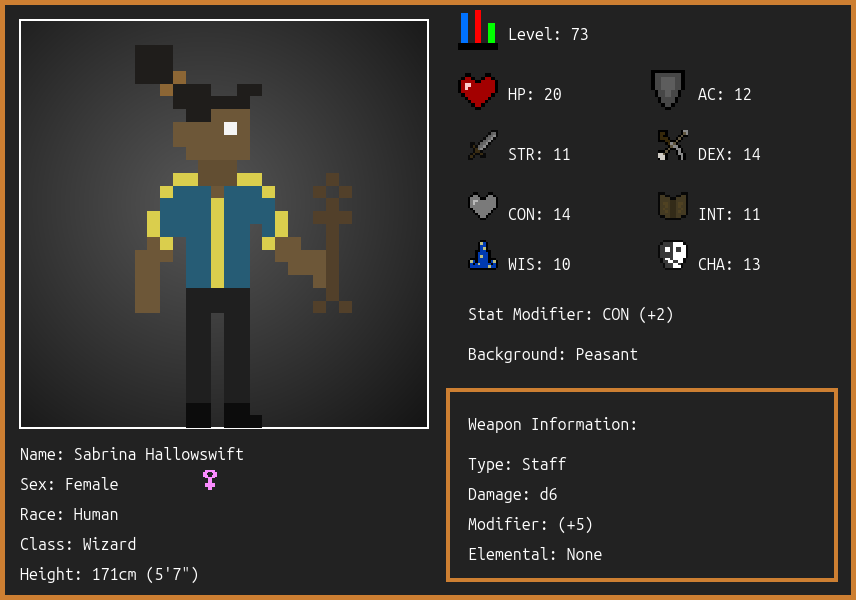 Level: 73
HP: 20
AC: 12
STR: 11
DEX: 14
CON: 14
INT: 11
WIS: 10
CHA: 13
Stat Modifier: CON (+2)
Background: Peasant
Weapon Information:
Type: Staff
Damage: d6
Modifier: (+5)
Elemental: None
Name: Sabrina Hallowswift
Sex: Female
Race: Human
Class: Wizard
Height: 171cm (5'7")